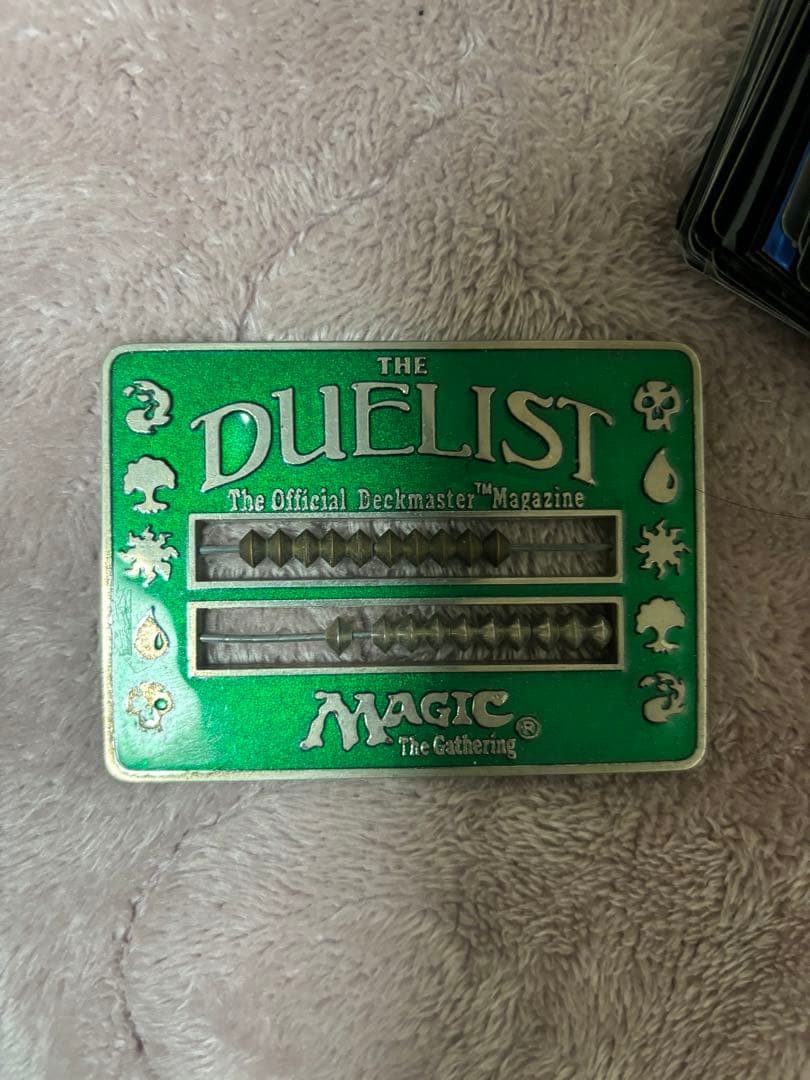 THE
DUELIST
The Official Deckmaster™ Magazine
MAGIC
The Gathering®